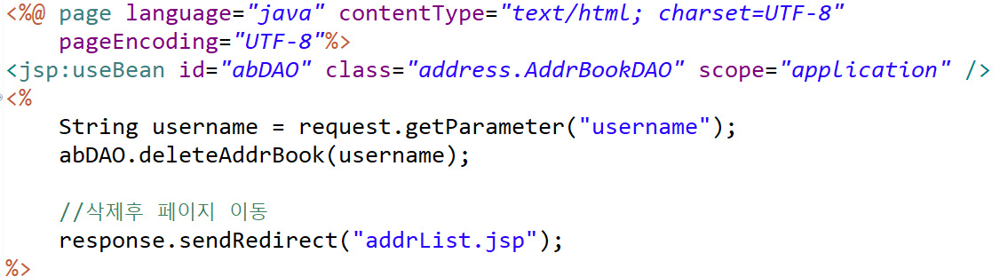 <%@ page language="java" contentType="text/html; charset=UTF-8"
    pageEncoding="UTF-8"%>
<jsp:useBean id="abDAO" class="address.AddrBookDAO" scope="application" />
<%
    String username = request.getParameter("username");
    abDAO.deleteAddrBook(username);
    //삭제후 페이지 이동
    response.sendRedirect("addrList.jsp");
%>